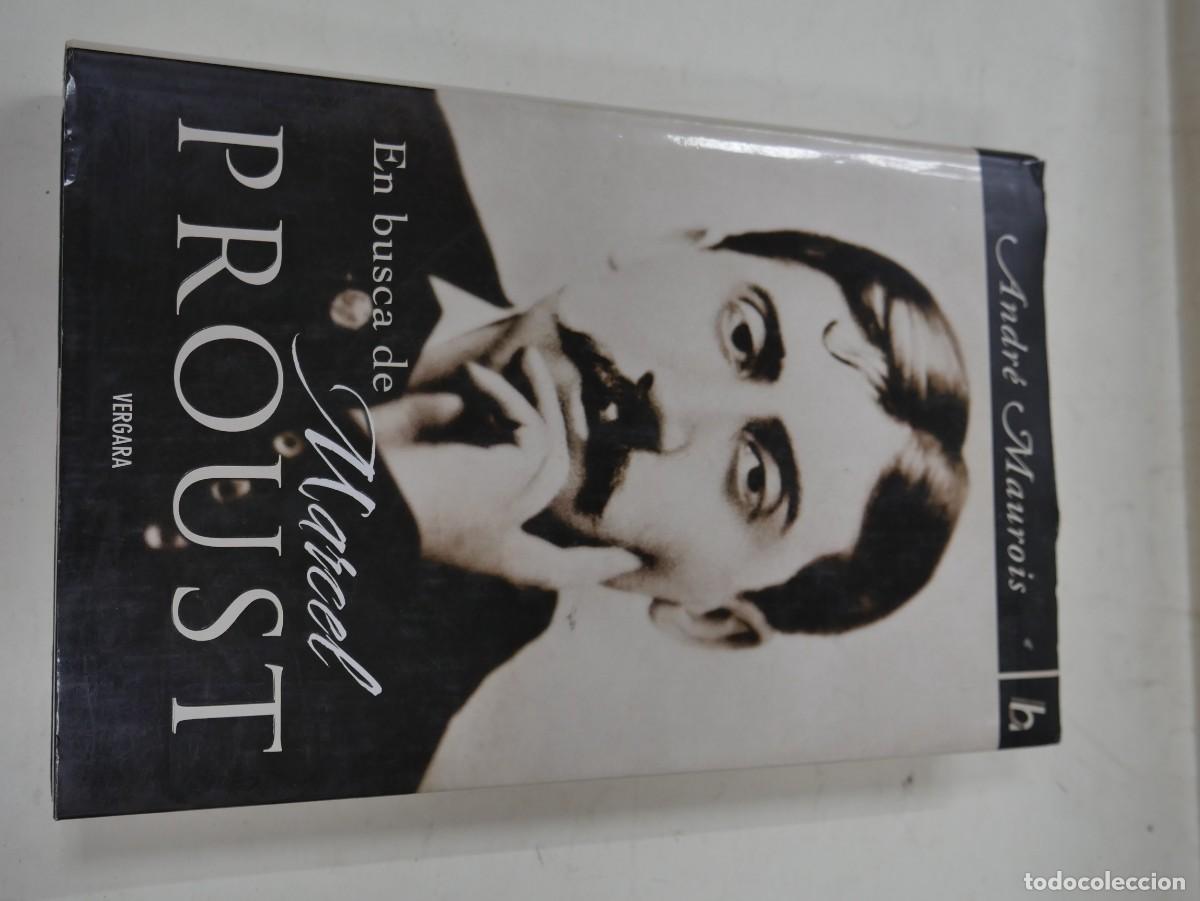 André Maurois
b
En busca de
Marcel
PROUST
VERGARA
todocoleccion